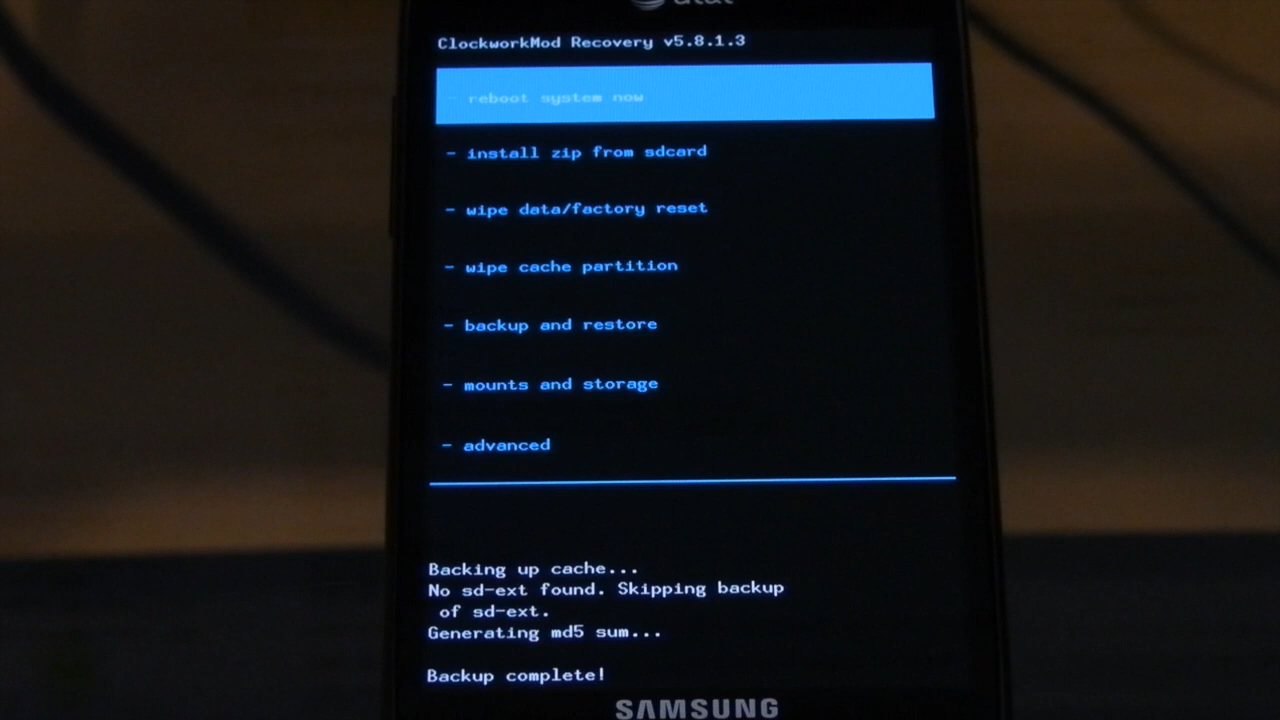 at&t
ClockworkMod Recovery v5.8.1.3
- reboot system now
- install zip from sdcard
- wipe data/factory reset
- wipe cache partition
- backup and restore
- mounts and storage
- advanced
Backing up cache...
No sd-ext found. Skipping backup
of sd-ext.
Generating md5 sum...
Backup complete!
SAMSUNG